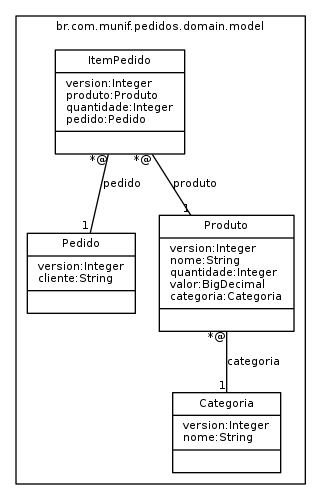 br.com.munif.pedidos.domain.model
ItemPedido
version:Integer
produto:Produto
quantidade:Integer
pedido:Pedido
*@
*@
pedido
produto
1
1
Pedido
version:Integer
cliente:String
Produto
version:Integer
nome:String
quantidade:Integer
valor:BigDecimal
categoria:Categoria
*@
categoria
1
Categoria
version:Integer
nome:String